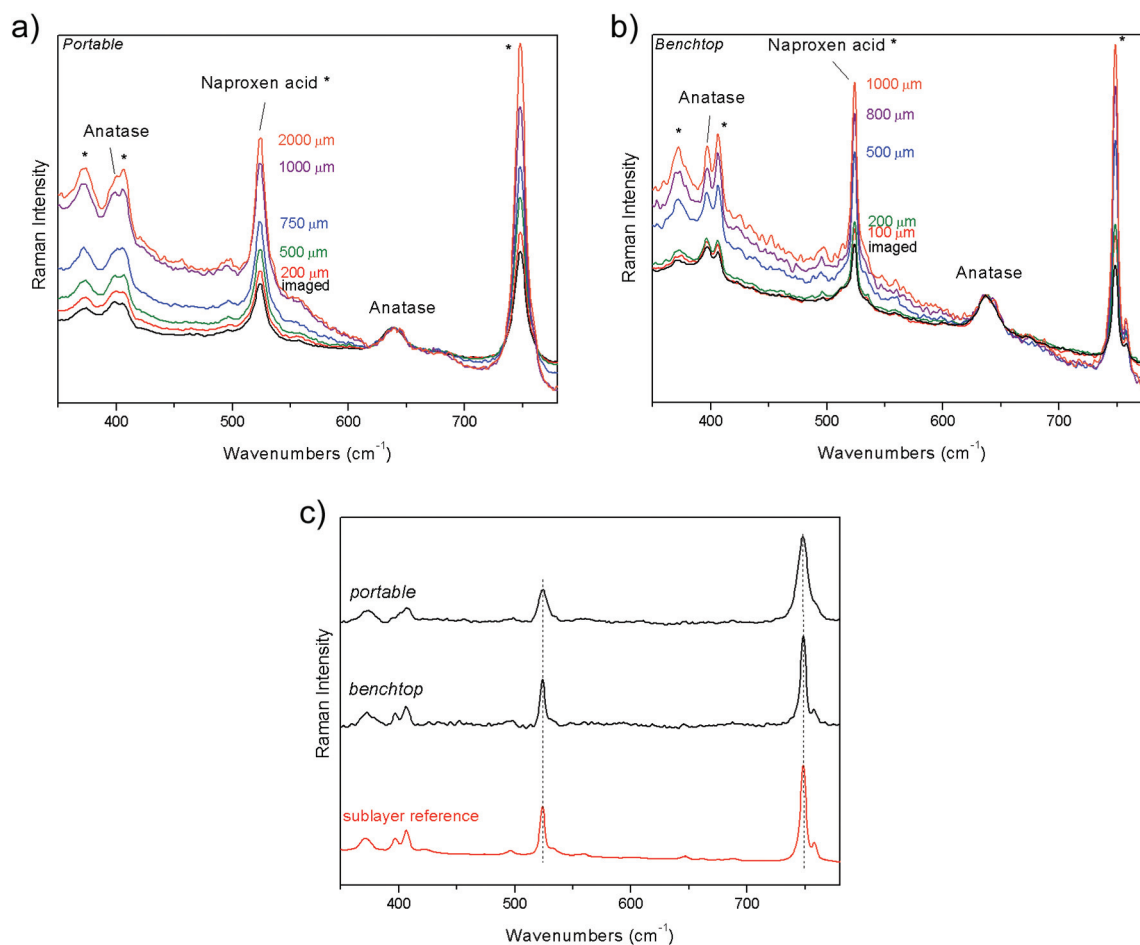 a)
Portable
Naproxen acid *
*
Anatase
*
*
2000 μm
1000 μm
750 μm
500 μm
200 μm
imaged
Anatase
Raman Intensity
400
500
600
700
Wavenumbers (cm-1)
b)
Benchtop
Naproxen acid *
*
Anatase
*
*
1000 μm
800 μm
500 μm
200 μm
100 μm
imaged
Anatase
Raman Intensity
400
500
600
700
Wavenumbers (cm-1)
c)
portable
benchtop
sublayer reference
Raman Intensity
400
500
600
700
Wavenumbers (cm-1)